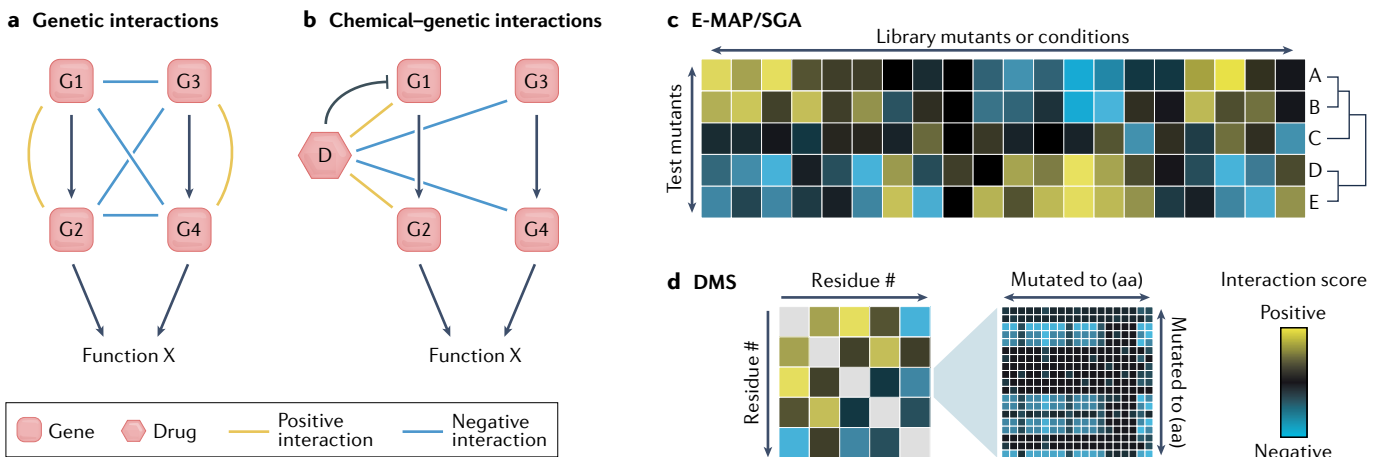 a Genetic interactions
G1
G3
G2
G4
Function X
b Chemical–genetic interactions
G1
G3
D
G2
G4
Function X
Gene
Drug
Positive
interaction
Negative
interaction
c E-MAP/SGA
Library mutants or conditions
Test mutants
A
B
C
D
E
d DMS
Residue #
Residue #
Mutated to (aa)
Mutated to (aa)
Interaction score
Positive
Negative